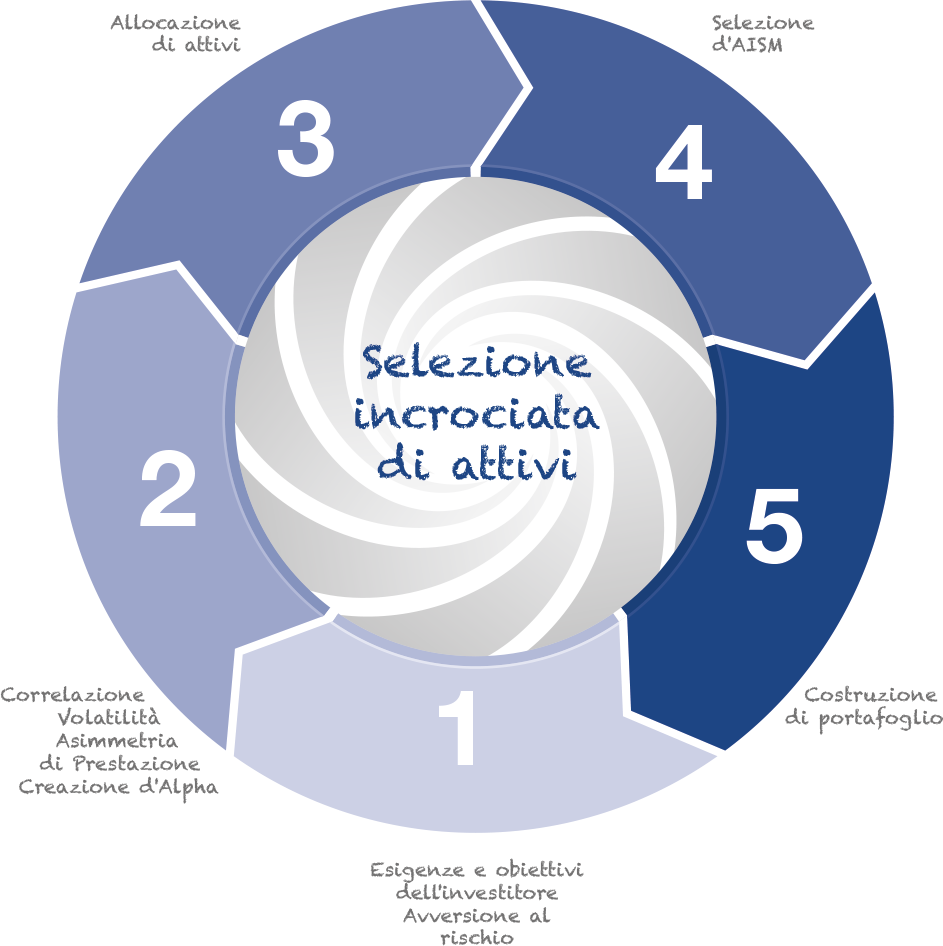 Allocazione
di attivi
Selezione
d'AISM
3
4
Selezione
incrociata
di attivi
2
5
Correlazione
Volatilità
Asimmetria
di Prestazione
Creazione d'Alpha
1
Costruzione
di portafoglio
Esigenze e obiettivi
dell'investitore
Avversione al
rischio